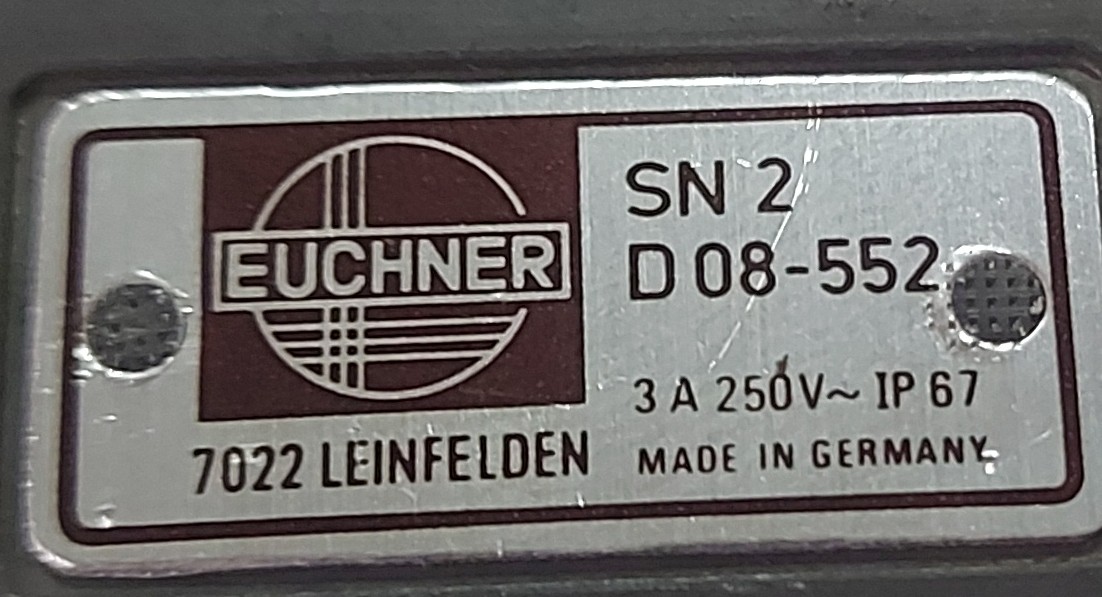 EUCHNER
7022 LEINFELDEN
SN 2
D 08-552
3 A 250V~ IP 67
MADE IN GERMANY